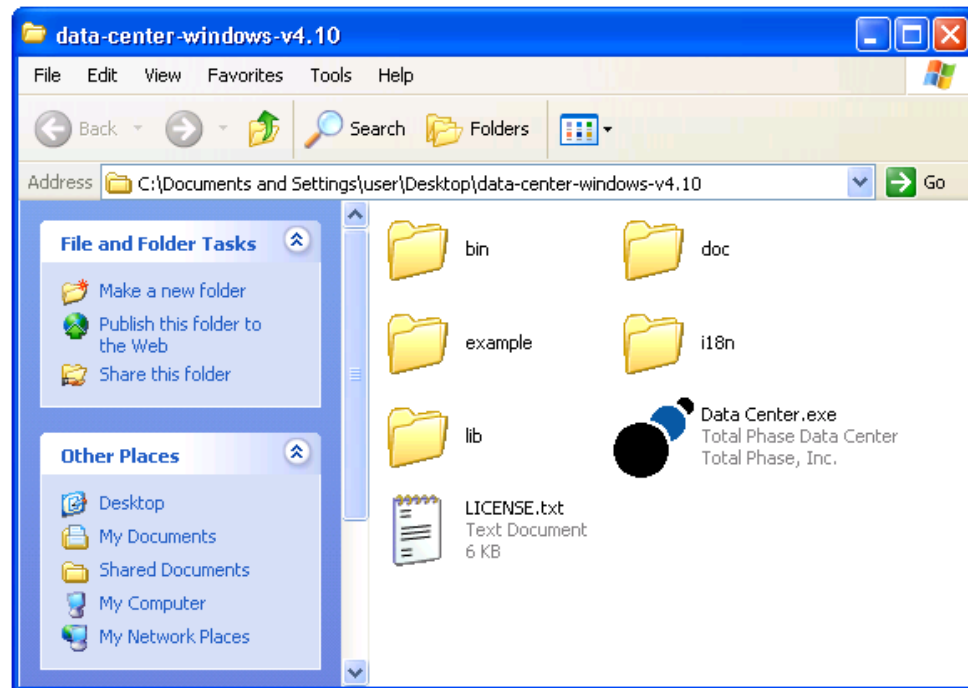 data-center-windows-v4.10
File Edit View Favorites Tools Help
Back Search Folders
Address C:\Documents and Settings\user\Desktop\data-center-windows-v4.10 Go
File and Folder Tasks
Make a new folder
Publish this folder to
the Web
Share this folder
Other Places
Desktop
My Documents
Shared Documents
My Computer
My Network Places
bin
doc
example
i18n
lib
Data Center.exe
Total Phase Data Center
Total Phase, Inc.
LICENSE.txt
Text Document
6 KB